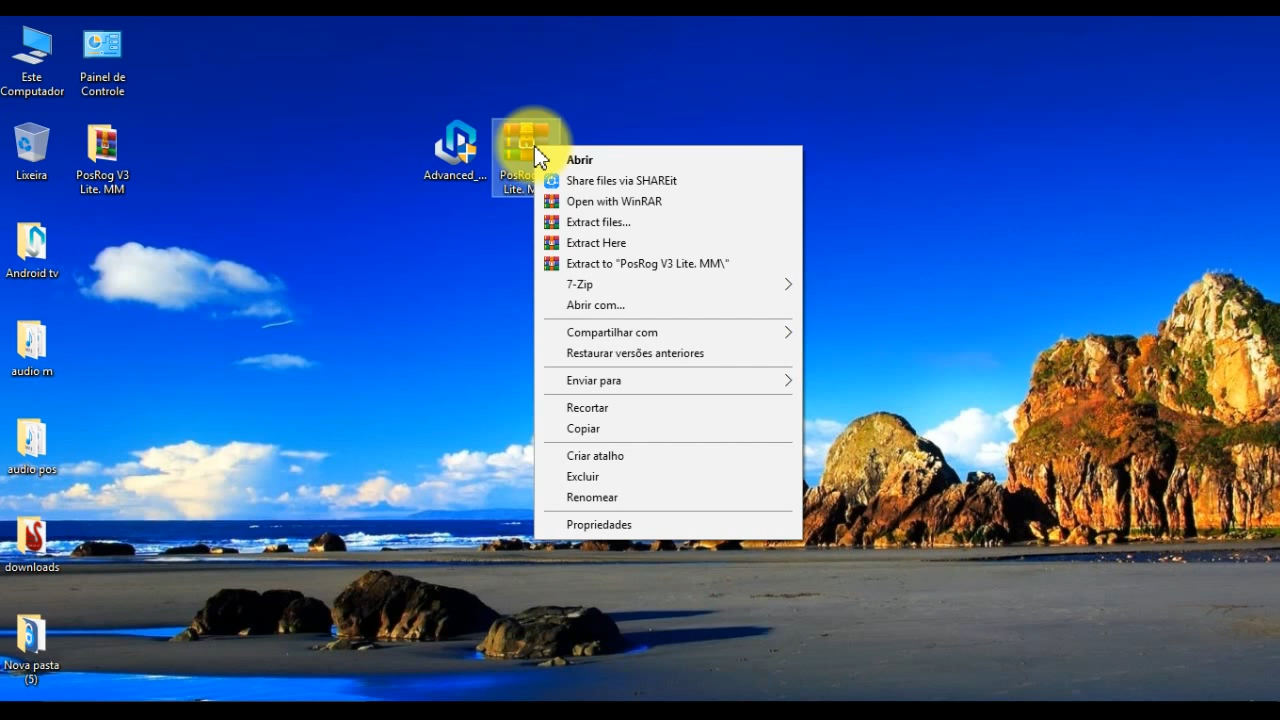 Este
Computador
Painel de
Controle
Lixeira
PosRog V3
Lite. MM
Android tv
audio m
audio pos
downloads
Nova pasta
(5)
Advanced_...
Abrir
Share files via SHAREit
Open with WinRAR
Extract files...
Extract Here
Extract to "PosRog V3 Lite. MM\"
7-Zip
Abrir com...
Compartilhar com
Restaurar versões anteriores
Enviar para
Recortar
Copiar
Criar atalho
Excluir
Renomear
Propriedades